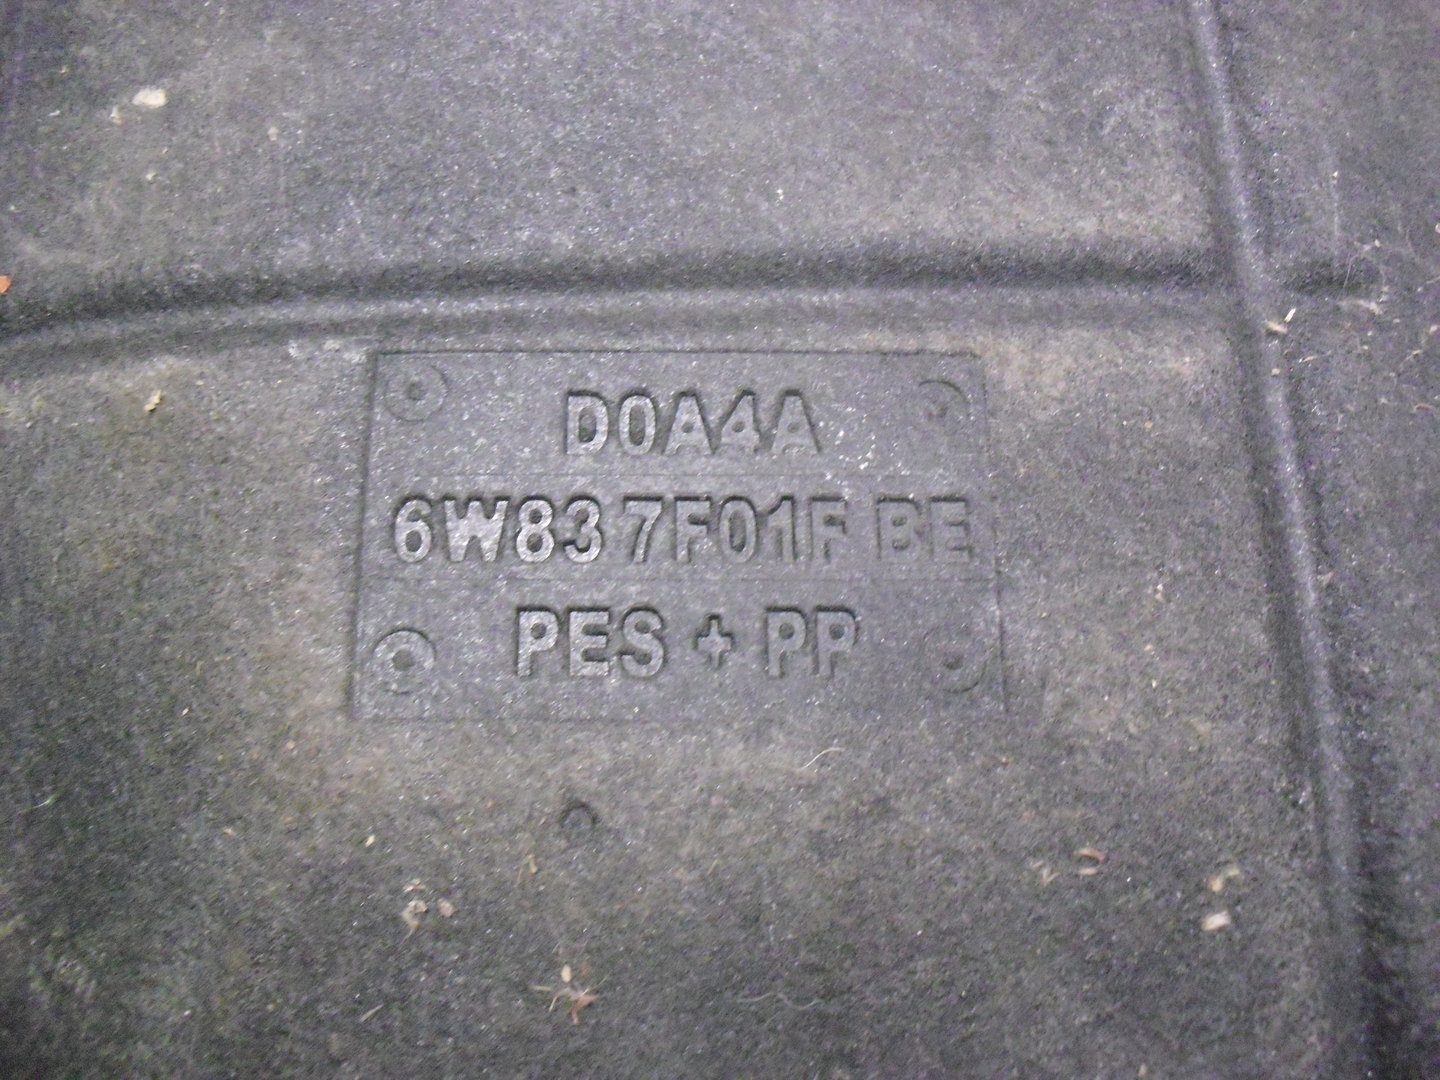 D0A4A
6W83 7F01F BE
PES + PP